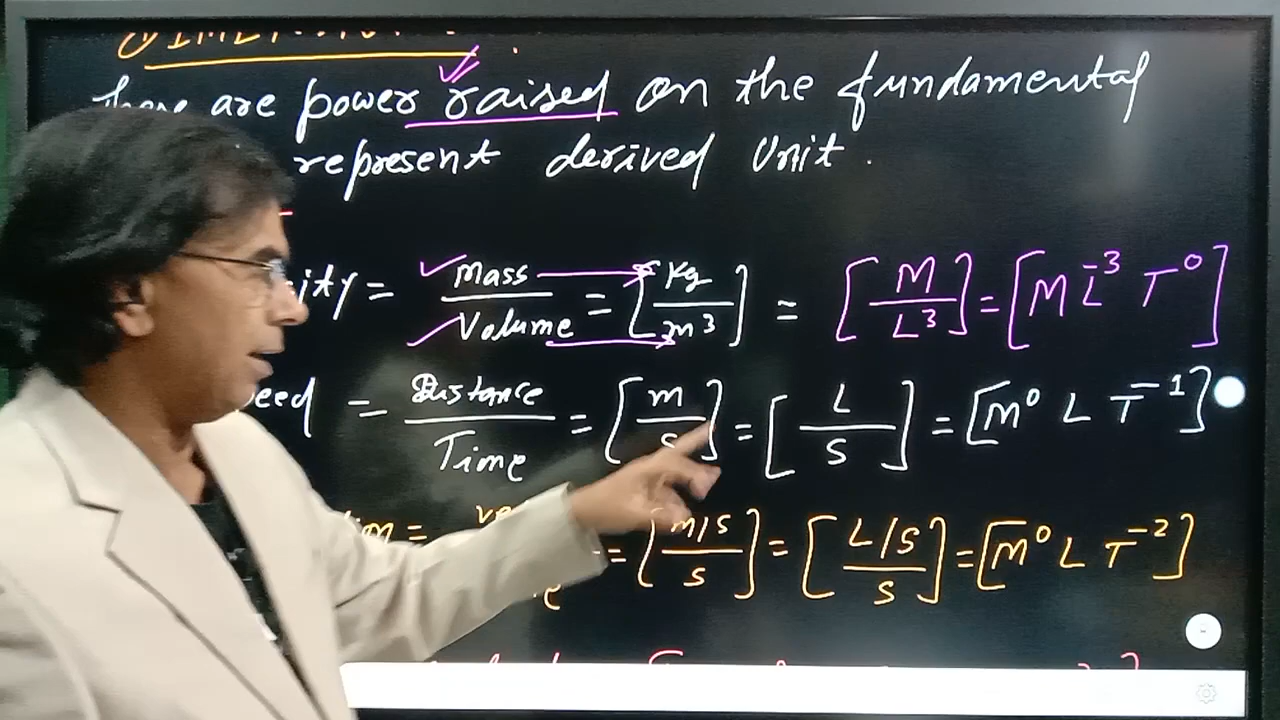 are power raised on the fundamental
represent derived Unit.
ity = Mass / Volume = [kg / m³] = [M / L³] = [M L⁻³ T⁰]
eed = Distance / Time = [m / s] = [L / S] = [M⁰ L T⁻¹]
= [m/s / s] = [L/S / S] = [M⁰ L T⁻²]